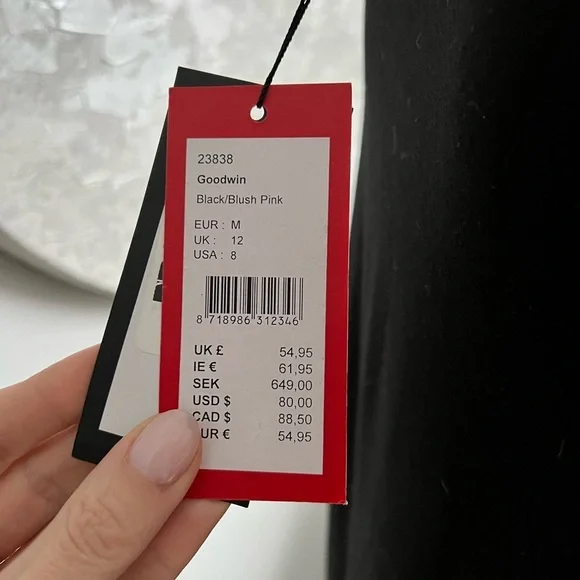 23838
Goodwin
Black/Blush Pink
EUR : M
UK : 12
USA : 8
8 718986 312346
UK £ 54,95
IE € 61,95
SEK 649,00
USD $ 80,00
CAD $ 88,50
UR € 54,95